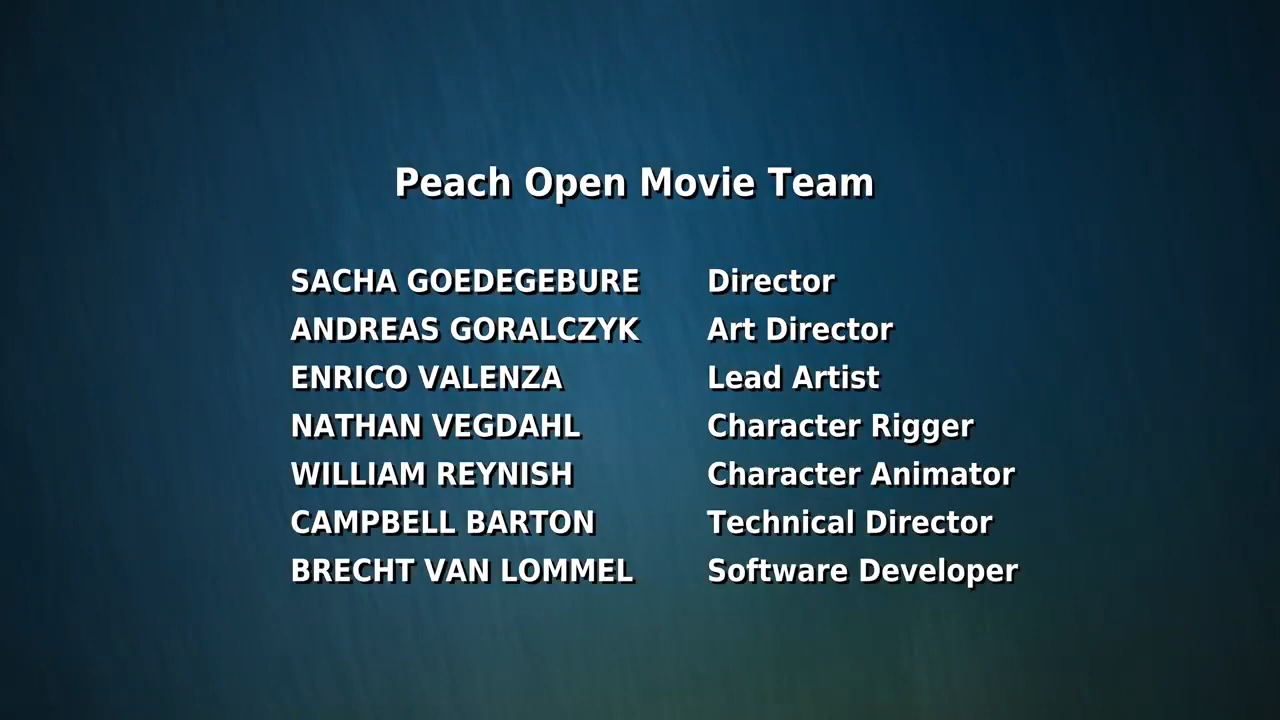 Peach Open Movie Team
SACHA GOEDEGEBURE Director
ANDREAS GORALCZYK Art Director
ENRICO VALENZA Lead Artist
NATHAN VEGDAHL Character Rigger
WILLIAM REYNISH Character Animator
CAMPBELL BARTON Technical Director
BRECHT VAN LOMMEL Software Developer